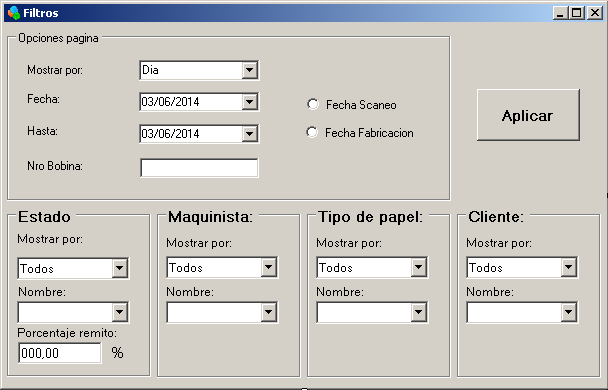 Filtros
Opciones pagina
Mostrar por: Dia
Fecha: 03/06/2014 Fecha Scaneo
Hasta: 03/06/2014 Fecha Fabricacion
Nro Bobina:
Aplicar
Estado
Mostrar por:
Todos
Nombre:
Porcentaje remito:
000,00 %
Maquinista:
Mostrar por:
Todos
Nombre:
Tipo de papel:
Mostrar por:
Todos
Nombre:
Cliente:
Mostrar por:
Todos
Nombre: